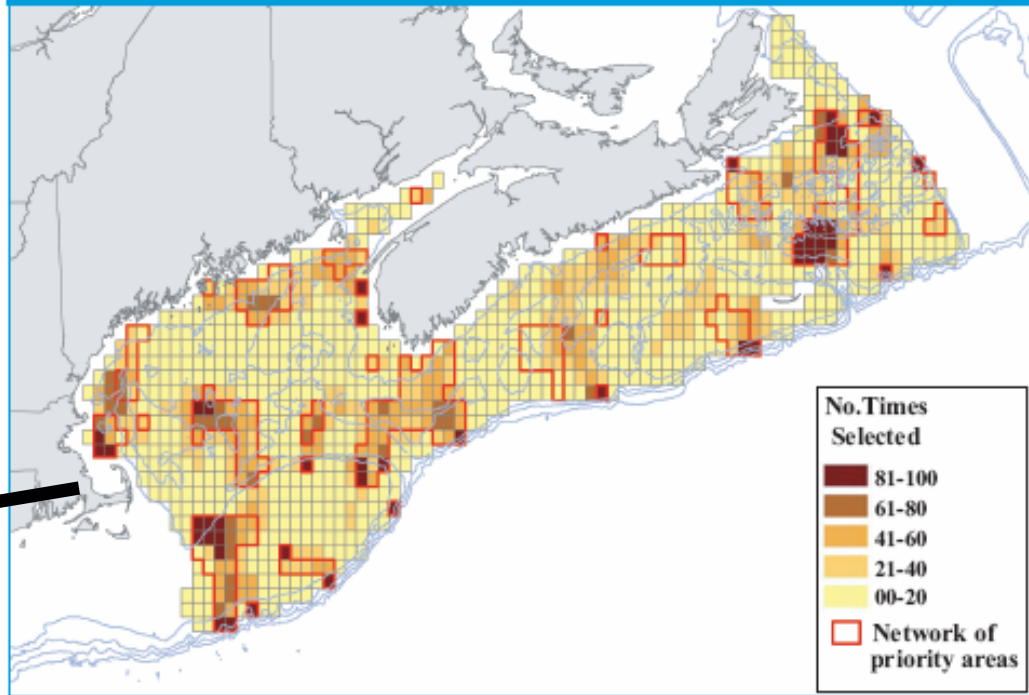 No.Times
Selected
81-100
61-80
41-60
21-40
00-20
Network of
priority areas